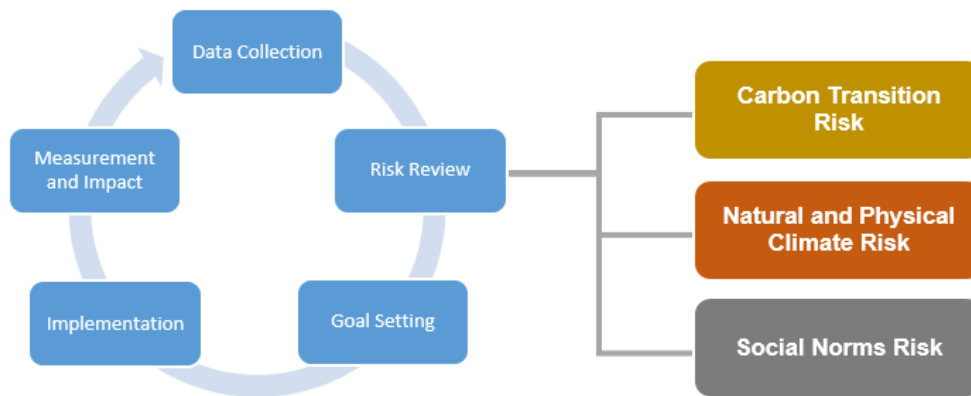 Data Collection
Risk Review
Goal Setting
Implementation
Measurement
and Impact
Carbon Transition
Risk
Natural and Physical
Climate Risk
Social Norms Risk